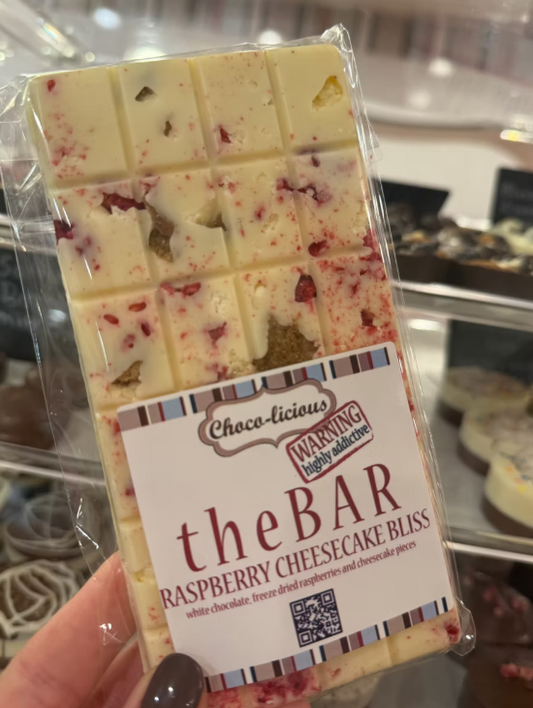 Choco-licious
WARNING
highly addictive
theBAR
RASPBERRY CHEESECAKE BLISS
white chocolate, freeze dried raspberries and cheesecake pieces